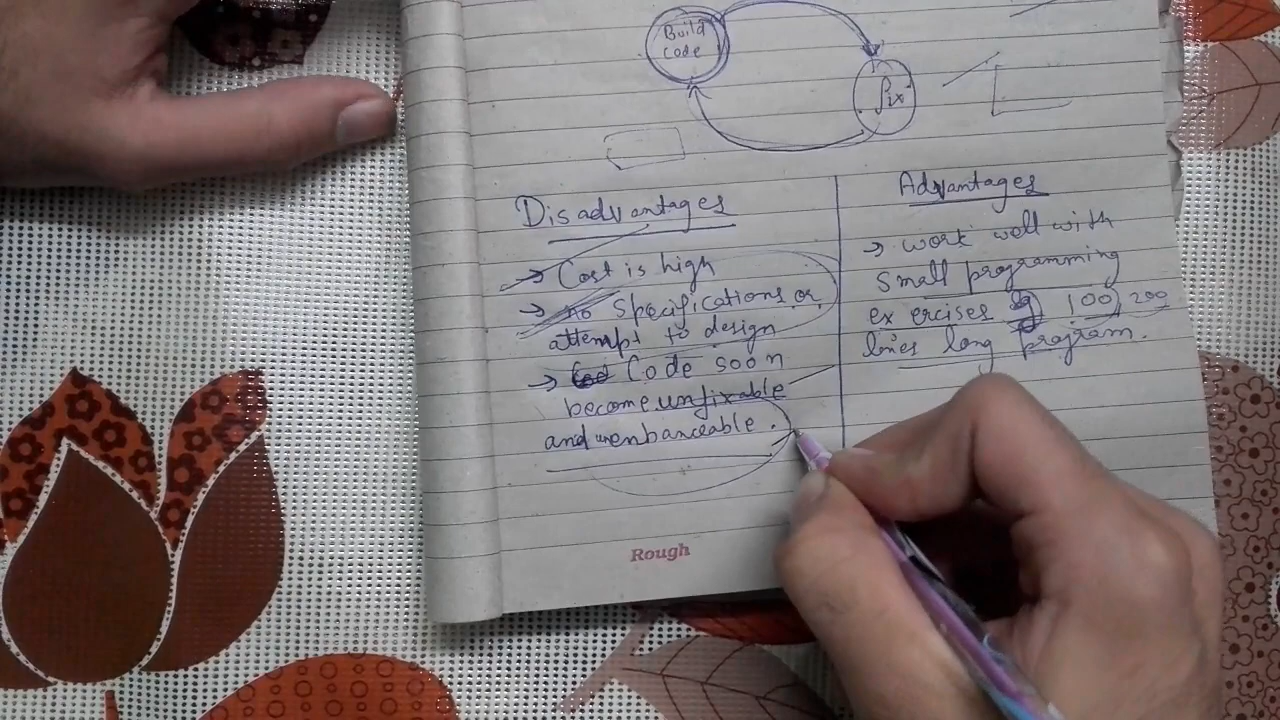 Build
Code
Fix
Disadvantages
→ Cost is high
→ No Specifications or
attempt to design
→ Code soon
become unfixable
and unenhanceable.
Advantages
→ work well with
Small programming
exercises 100, 200
lines long program.
Rough